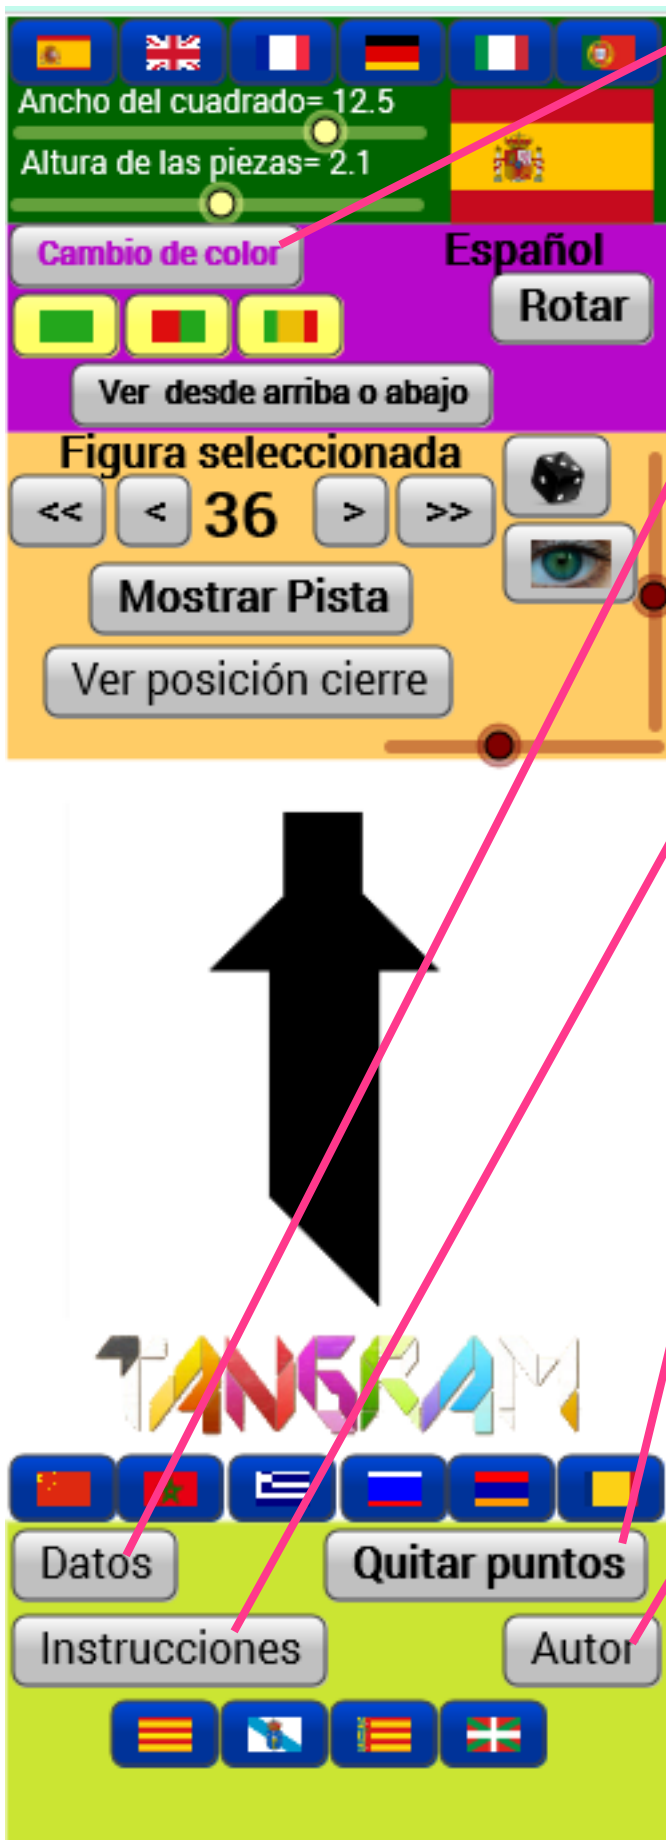 Ancho del cuadrado= 12.5
Altura de las piezas= 2.1
Cambio de color
Español
Rotar
Ver desde arriba o abajo
Figura seleccionada
<< < 36 > >>
Mostrar Pista
Ver posición cierre
TANGRAM
Datos
Quitar puntos
Instrucciones
Autor